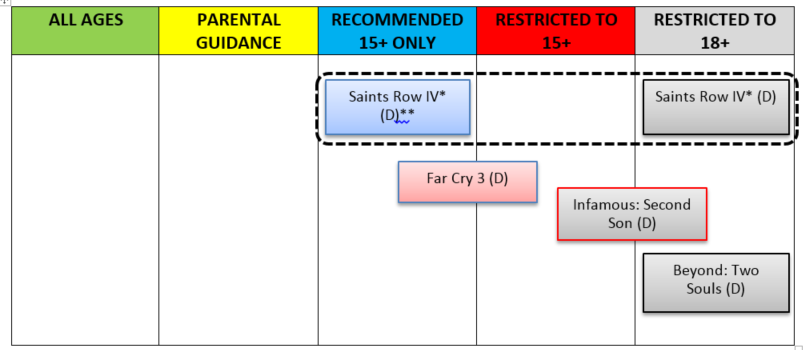 ALL AGES
PARENTAL
GUIDANCE
RECOMMENDED
15+ ONLY
RESTRICTED TO
15+
RESTRICTED TO
18+
Saints Row IV*
(D)**
Saints Row IV* (D)
Far Cry 3 (D)
Infamous: Second
Son (D)
Beyond: Two
Souls (D)